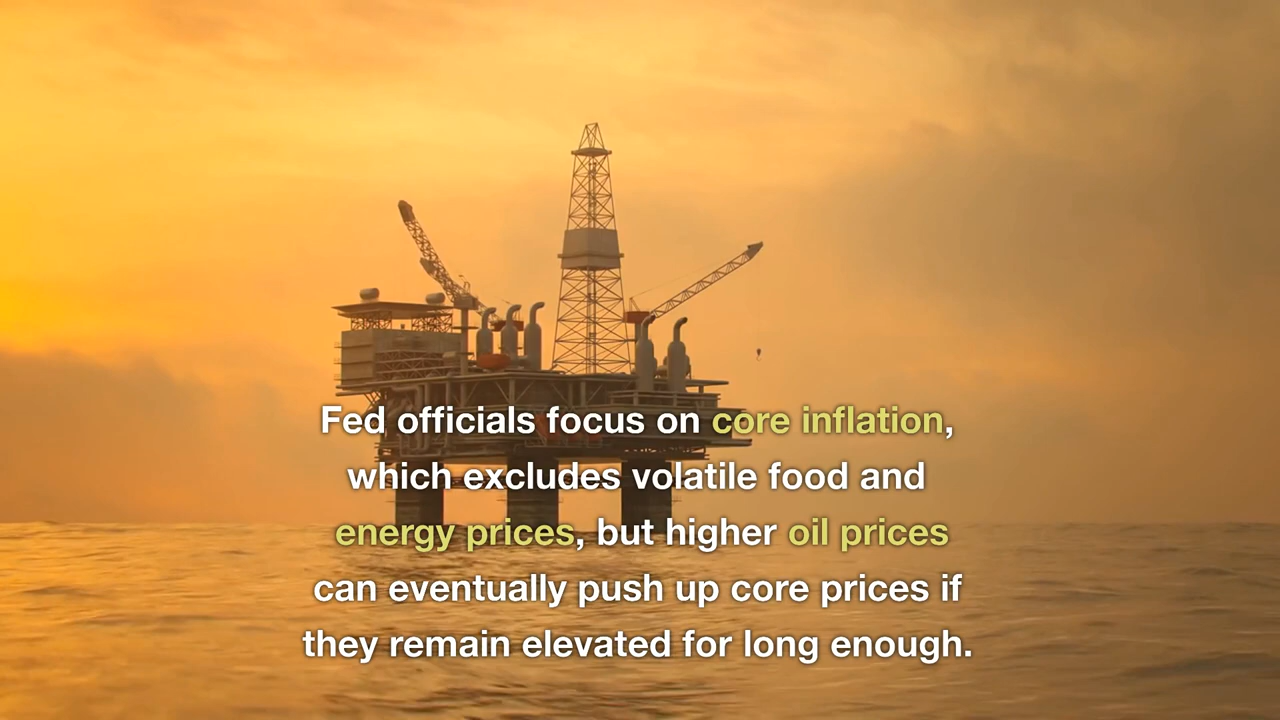 Fed officials focus on core inflation,
which excludes volatile food and
energy prices, but higher oil prices
can eventually push up core prices if
they remain elevated for long enough.